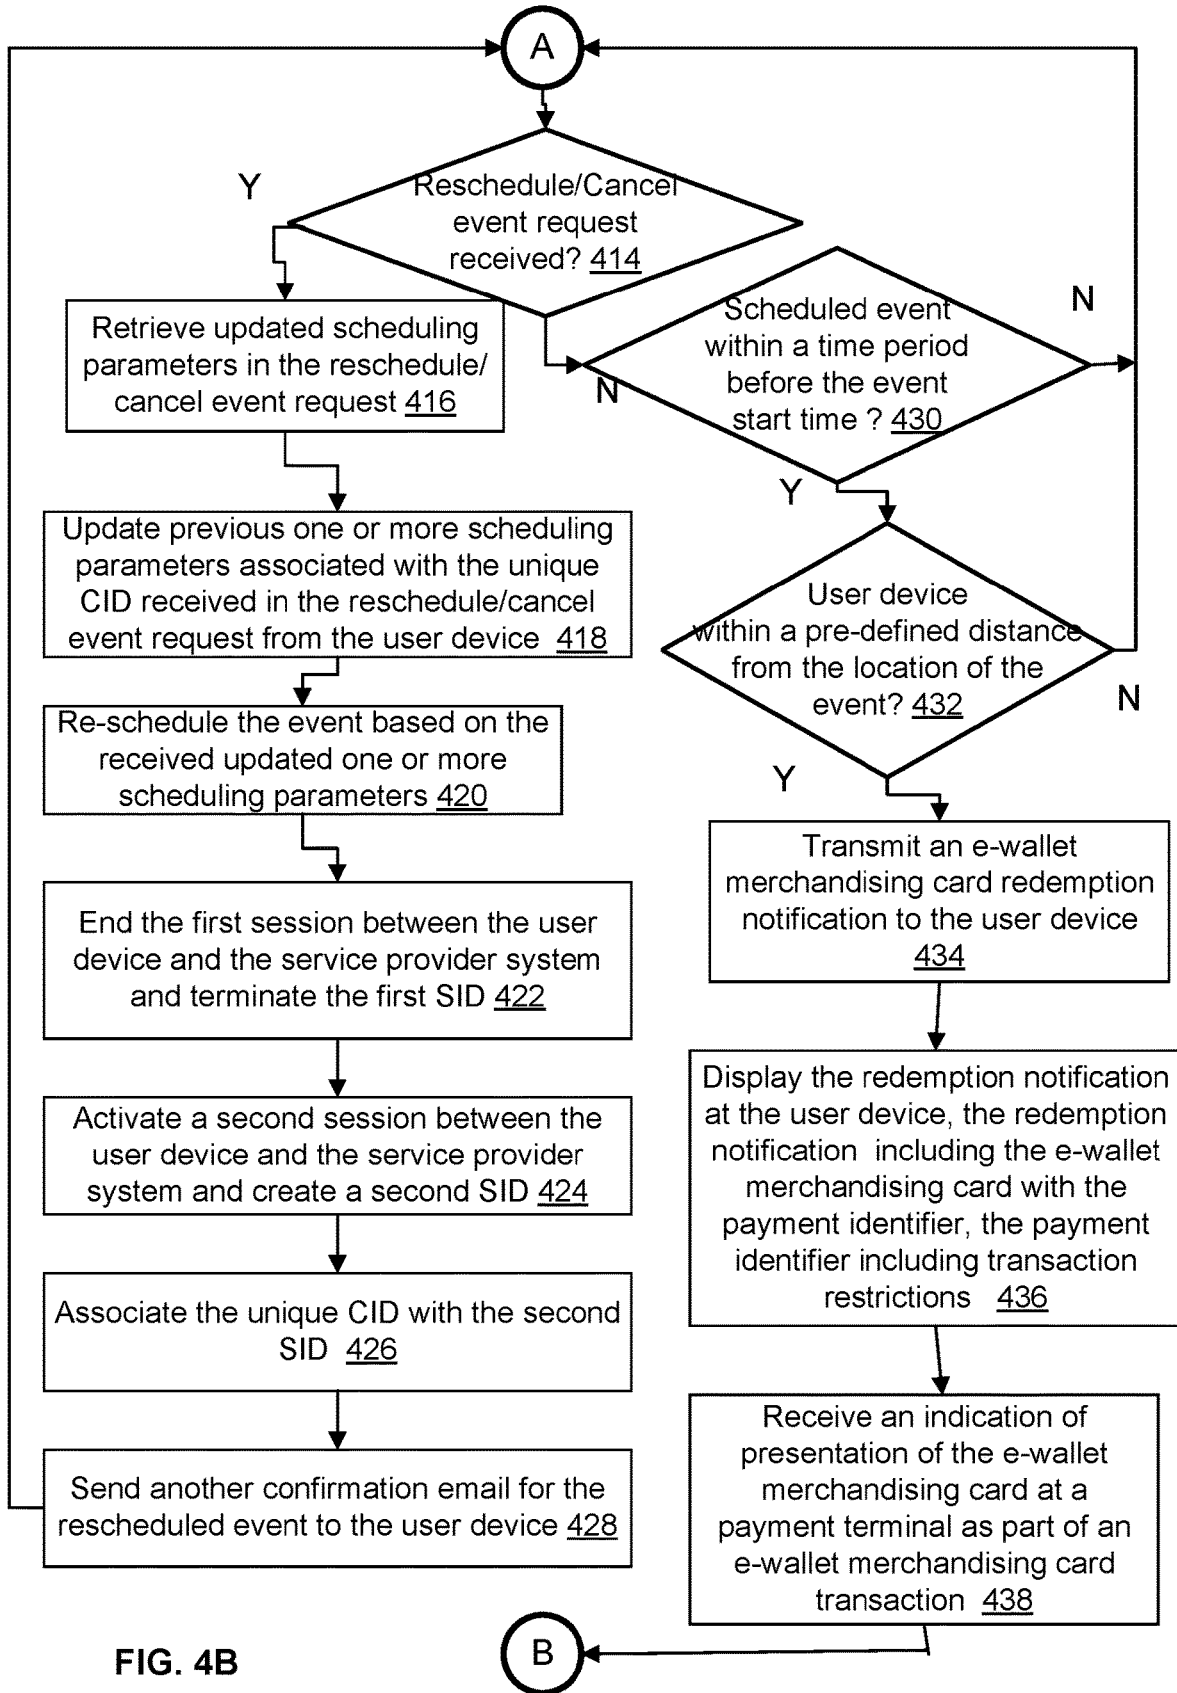 A
Y
Reschedule/Cancel
event request
received? 414
N
Scheduled event
within a time period
before the event
start time ? 430
N
Retrieve updated scheduling
parameters in the reschedule/
cancel event request 416
Y
Update previous one or more scheduling
parameters associated with the unique
CID received in the reschedule/cancel
event request from the user device 418
User device
within a pre-defined distance
from the location of the
event? 432
N
Y
Re-schedule the event based on the
received updated one or more
scheduling parameters 420
Transmit an e-wallet
merchandising card redemption
notification to the user device
434
End the first session between the user
device and the service provider system
and terminate the first SID 422
Display the redemption notification
at the user device, the redemption
notification including the e-wallet
merchandising card with the
payment identifier, the payment
identifier including transaction
restrictions 436
Activate a second session between the
user device and the service provider
system and create a second SID 424
Associate the unique CID with the second
SID 426
Receive an indication of
presentation of the e-wallet
merchandising card at a
payment terminal as part of an
e-wallet merchandising card
transaction 438
Send another confirmation email for the
rescheduled event to the user device 428
B
FIG. 4B